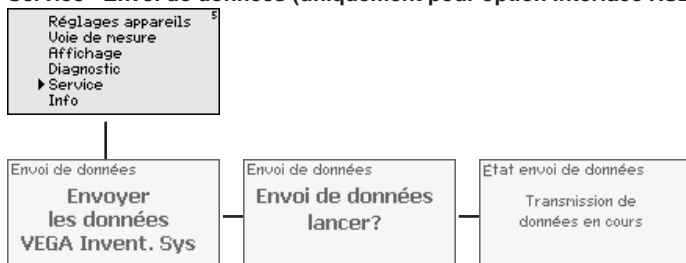 Réglages appareils 5
Voie de mesure
Affichage
Diagnostic
▶Service
Info
Envoi de données
Envoyer
les données
VEGA Invent. Sys
Envoi de données
Envoi de données
lancer?
État envoi de données
Transmission de
données en cours